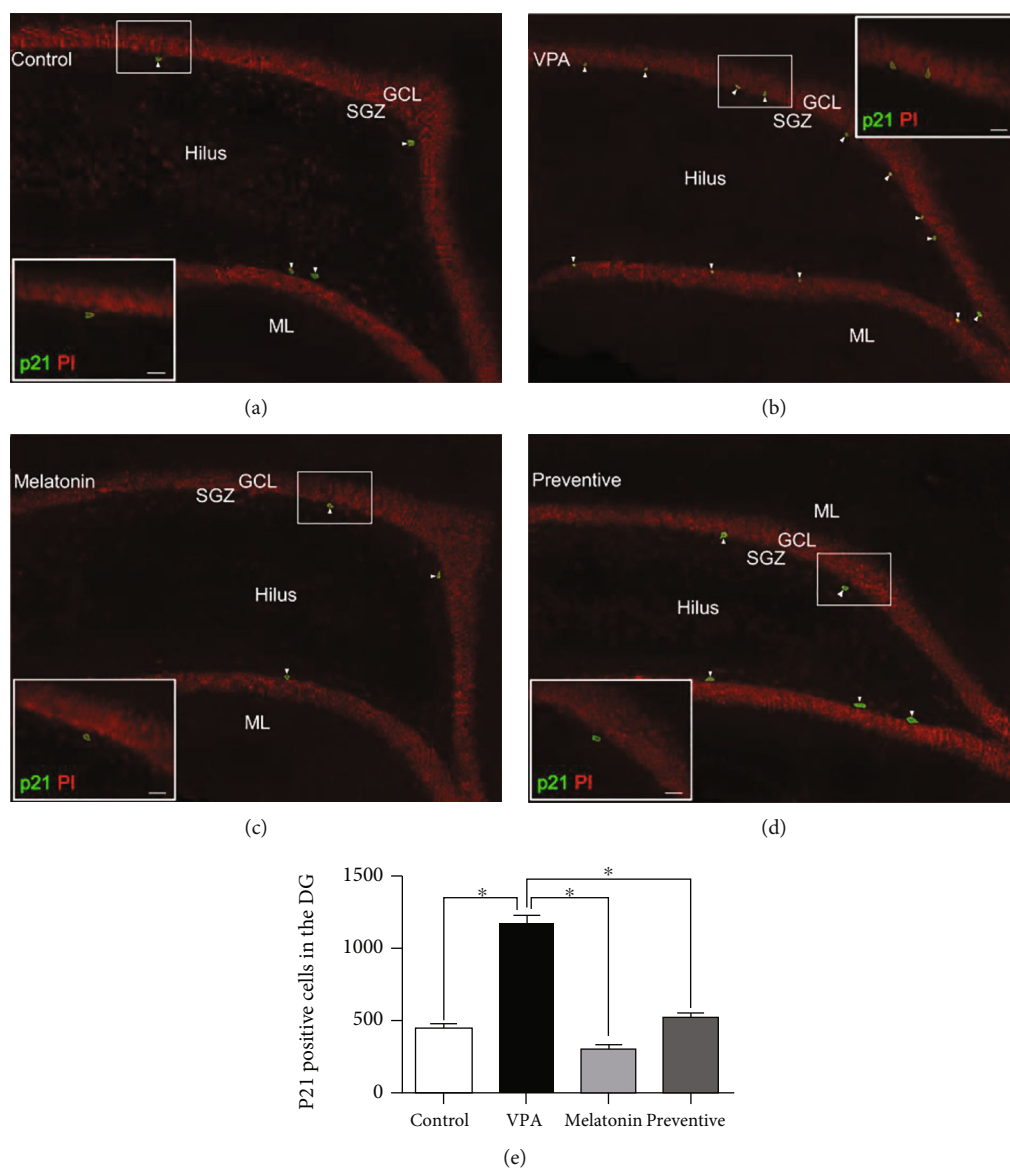 Control
GCL
SGZ
Hilus
ML
p21 PI
(a)
VPA
p21 PI
GCL
SGZ
Hilus
ML
(b)
Melatonin
GCL
SGZ
Hilus
ML
p21 PI
(c)
Preventive
ML
GCL
SGZ
Hilus
p21 PI
(d)
P21 positive cells in the DG
1500
1000
500
0
*
*
*
Control VPA Melatonin Preventive
(e)